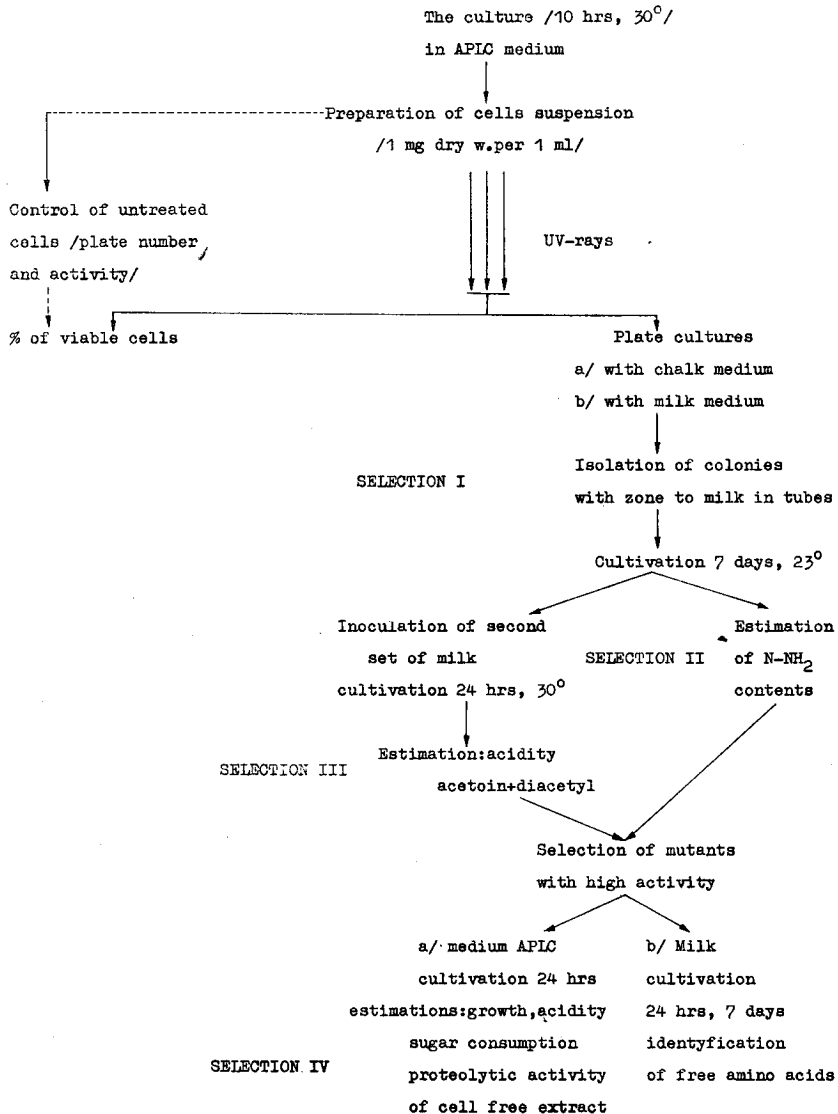 The culture /10 hrs, 30°/
in APLC medium
Preparation of cells suspension
/1 mg dry w.per 1 ml/
Control of untreated
cells /plate number,
and activity/
UV-rays
% of viable cells
Plate cultures
a/ with chalk medium
b/ with milk medium
SELECTION I
Isolation of colonies
with zone to milk in tubes
Cultivation 7 days, 23°
Inoculation of second
set of milk
cultivation 24 hrs, 30°
SELECTION II
Estimation
of N-NH₂
contents
SELECTION III
Estimation:acidity
acetoin+diacetyl
Selection of mutants
with high activity
a/ medium APLC
cultivation 24 hrs
estimations:growth,acidity
sugar consumption
proteolytic activity
of cell free extract
b/ Milk
cultivation
24 hrs, 7 days
identyfication
of free amino acids
SELECTION IV